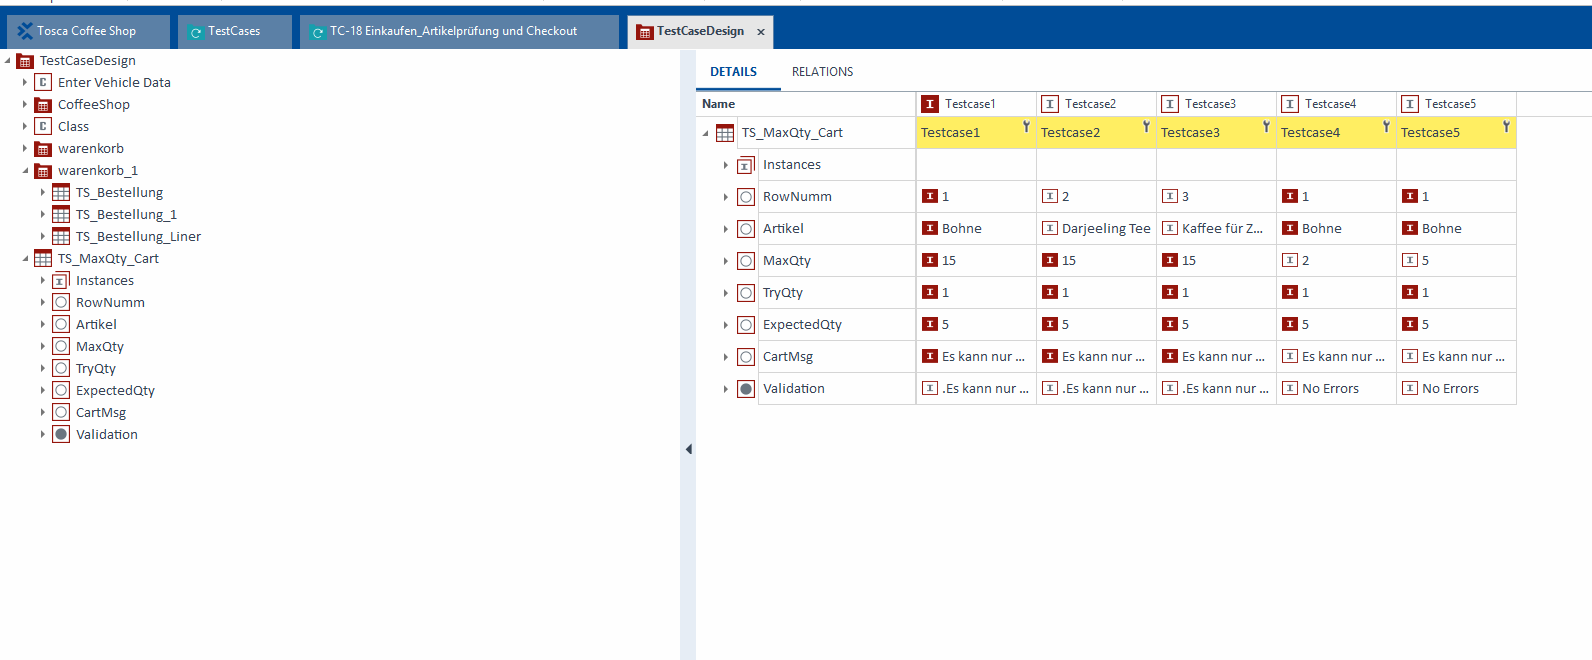 Tosca Coffee Shop
TestCases
TC-18 Einkaufen_Artikelprüfung und Checkout
TestCaseDesign
TestCaseDesign
Enter Vehicle Data
CoffeeShop
Class
warenkorb
warenkorb_1
TS_Bestellung
TS_Bestellung_1
TS_Bestellung_Liner
TS_MaxQty_Cart
Instances
RowNumm
Artikel
MaxQty
TryQty
ExpectedQty
CartMsg
Validation
DETAILS RELATIONS
Name Testcase1 Testcase2 Testcase3 Testcase4 Testcase5
TS_MaxQty_Cart Testcase1 Testcase2 Testcase3 Testcase4 Testcase5
Instances
RowNumm 1 2 3 1 1
Artikel Bohne Darjeeling Tee Kaffee für Z... Bohne Bohne
MaxQty 15 15 15 2 5
TryQty 1 1 1 1 1
ExpectedQty 5 5 5 5 5
CartMsg Es kann nur ... Es kann nur ... Es kann nur ... Es kann nur ... Es kann nur ...
Validation .Es kann nur ... .Es kann nur ... .Es kann nur ... No Errors No Errors